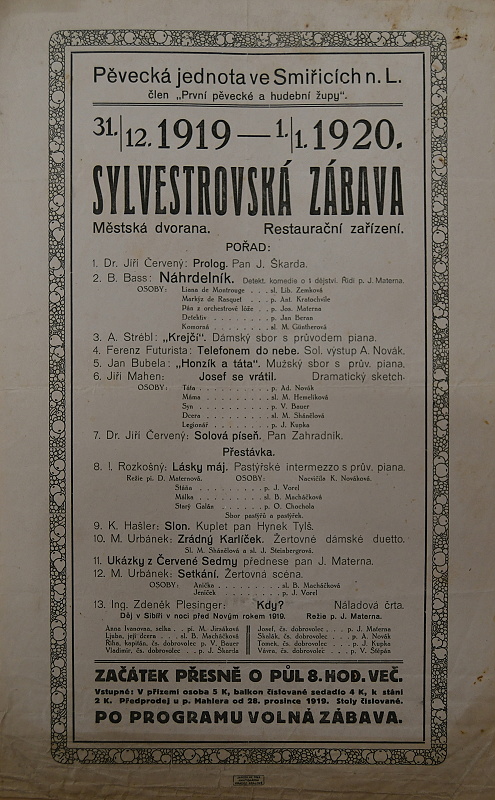 Pěvecká jednota ve Smiřicích n. L.
člen „První pěvecké a hudební župy".
31./12. 1919 — 1./1. 1920.
SYLVESTROVSKÁ ZÁBAVA
Městská dvorana. Restaurační zařízení.
POŘAD:
1. Dr. Jiří Červený: Prolog. Pan J. Škarda.
2. B. Bass: Náhrdelník. Detekt. komedie o 1 dějství. Řídí p. J. Materna.
OSOBY: Liana de Montrouge . . . sl. Lib. Zemková
Markýz de Rasquet . . . p. Ant. Kratochvíle
Pán z orchestrové lóže . . p. Jos. Materna
Detektiv . . . . . . . . p. Jan Beran
Komorná . . . . . . . . sl. M. Güntherová
3. A. Strébl: „Krejčí". Dámský sbor s průvodem piana.
4. Ferenz Futurista: Telefonem do nebe. Sol. výstup A. Novák.
5. Jan Bubela: „Honzík a táta". Mužský sbor s prův. piana.
6. Jiří Mahen: Josef se vrátil. Dramatický sketch.
OSOBY: Táta . . . . . . . . p. Ad. Novák
Máma . . . . . . . . sl. M. Hemelíková
Syn . . . . . . . . p. V. Bauer
Dcera . . . . . . . . sl. M. Shánělová
Legionář . . . . . . . p. J. Kupka
7. Dr. Jiří Červený: Solová píseň. Pan Zahradník.
Přestávka.
8. I. Rozkošný: Lásky máj. Pastýřské intermezzo s prův. piana.
Režie pí. D. Maternová. OSOBY: Nacvičila K. Nováková.
Stáňa . . . . . . . . p. J. Vorel
Máška . . . . . . . . sl. B. Macháčková
Starý Galán . . . . . . p. O. Chochola
Sbor pastýřů a pastýřek.
9. K. Hašler: Slon. Kuplet pan Hynek Tylš.
10. M. Urbánek: Zrádný Karlíček. Žertovné dámské duetto.
Sl. M. Shánělová a sl. J. Steinbergrová.
11. Ukázky z Červené Sedmy přednese pan J. Materna.
12. M. Urbánek: Setkání. Žertovná scéna.
OSOBY: Anička . . . . . . . sl. B. Macháčková
Jeníček . . . . . . . p. J. Vorel
13. Ing. Zdeněk Plesinger: Kdy? Náladová črta.
Děj v Sibiři v noci před Novým rokem 1919. Režie p. J. Materna.
Anna Ivanovna, selka . . pí. M. Jirsáková
Ljuba, její dcera . . . sl. B. Macháčková
Říha, kaprál, čs. dobrovolec p. V. Bauer
Vladimír, čs. dobrovolec . . p. J. Škarda
Josef, čs. dobrovolec . . . p. J. Materna
Skolák, čs. dobrovolec . . . p. A. Novák
Tomek, čs. dobrovolec . . . p. J. Kupka
Vávra, čs. dobrovolec . . . p. V. Štěpán
ZAČÁTEK PŘESNĚ O PŮL 8. HOD. VEČ.
Vstupné: V přízemí osoba 5 K, balkon číslované sedadlo 4 K, k stání
2 K. Předprodej u p. Mahlera od 28. prosince 1919. Stoly číslované.
PO PROGRAMU VOLNÁ ZÁBAVA.